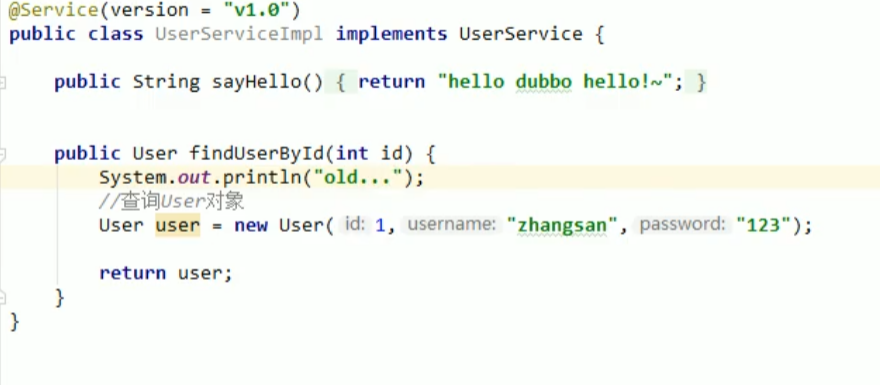 @Service(version = "v1.0")
public class UserServiceImpl implements UserService {
public String sayHello() { return "hello dubbo hello!~"; }
public User findUserById(int id) {
System.out.println("old...");
//查询User对象
User user = new User( id: 1, username: "zhangsan", password: "123");
return user;
}
}